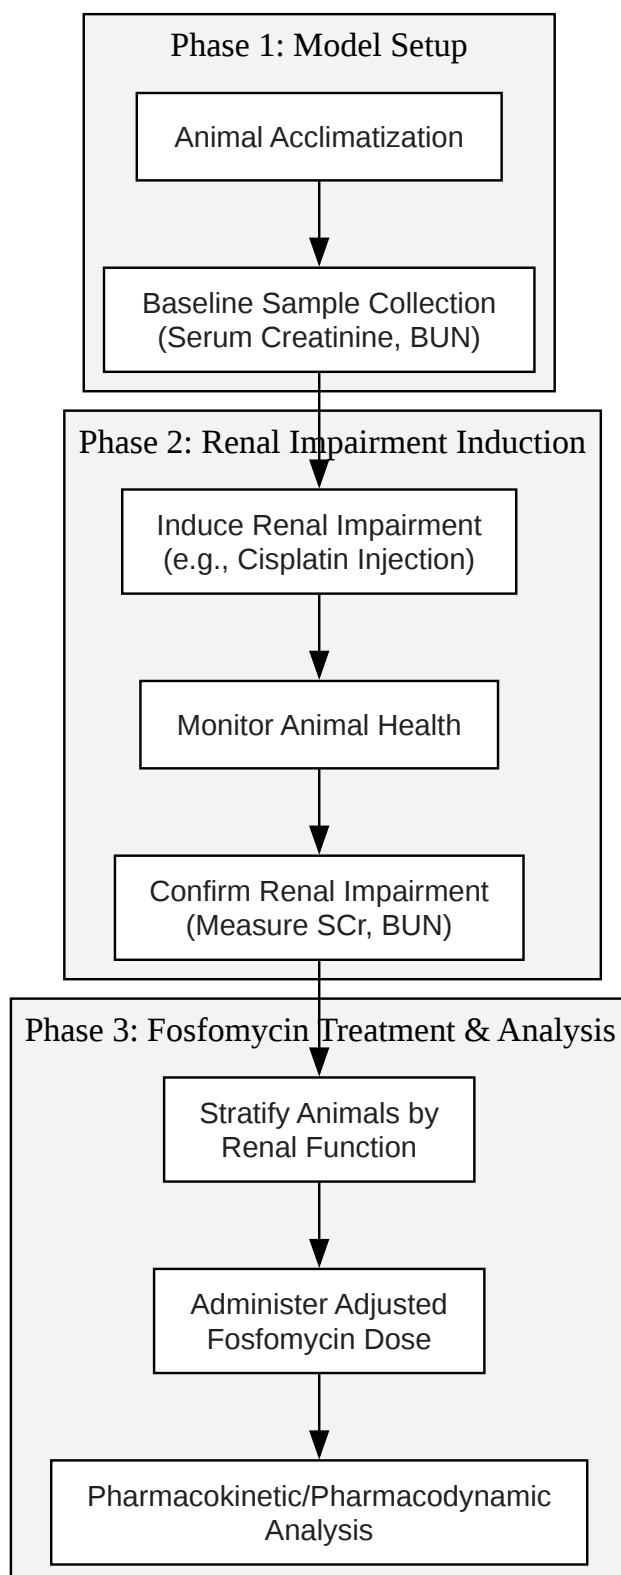 Phase 1: Model Setup
Animal Acclimatization
Baseline Sample Collection
(Serum Creatinine, BUN)
Phase 2: Renal Impairment Induction
Induce Renal Impairment
(e.g., Cisplatin Injection)
Monitor Animal Health
Confirm Renal Impairment
(Measure SCr, BUN)
Phase 3: Fosfomycin Treatment & Analysis
Stratify Animals by
Renal Function
Administer Adjusted
Fosfomycin Dose
Pharmacokinetic/Pharmacodynamic
Analysis